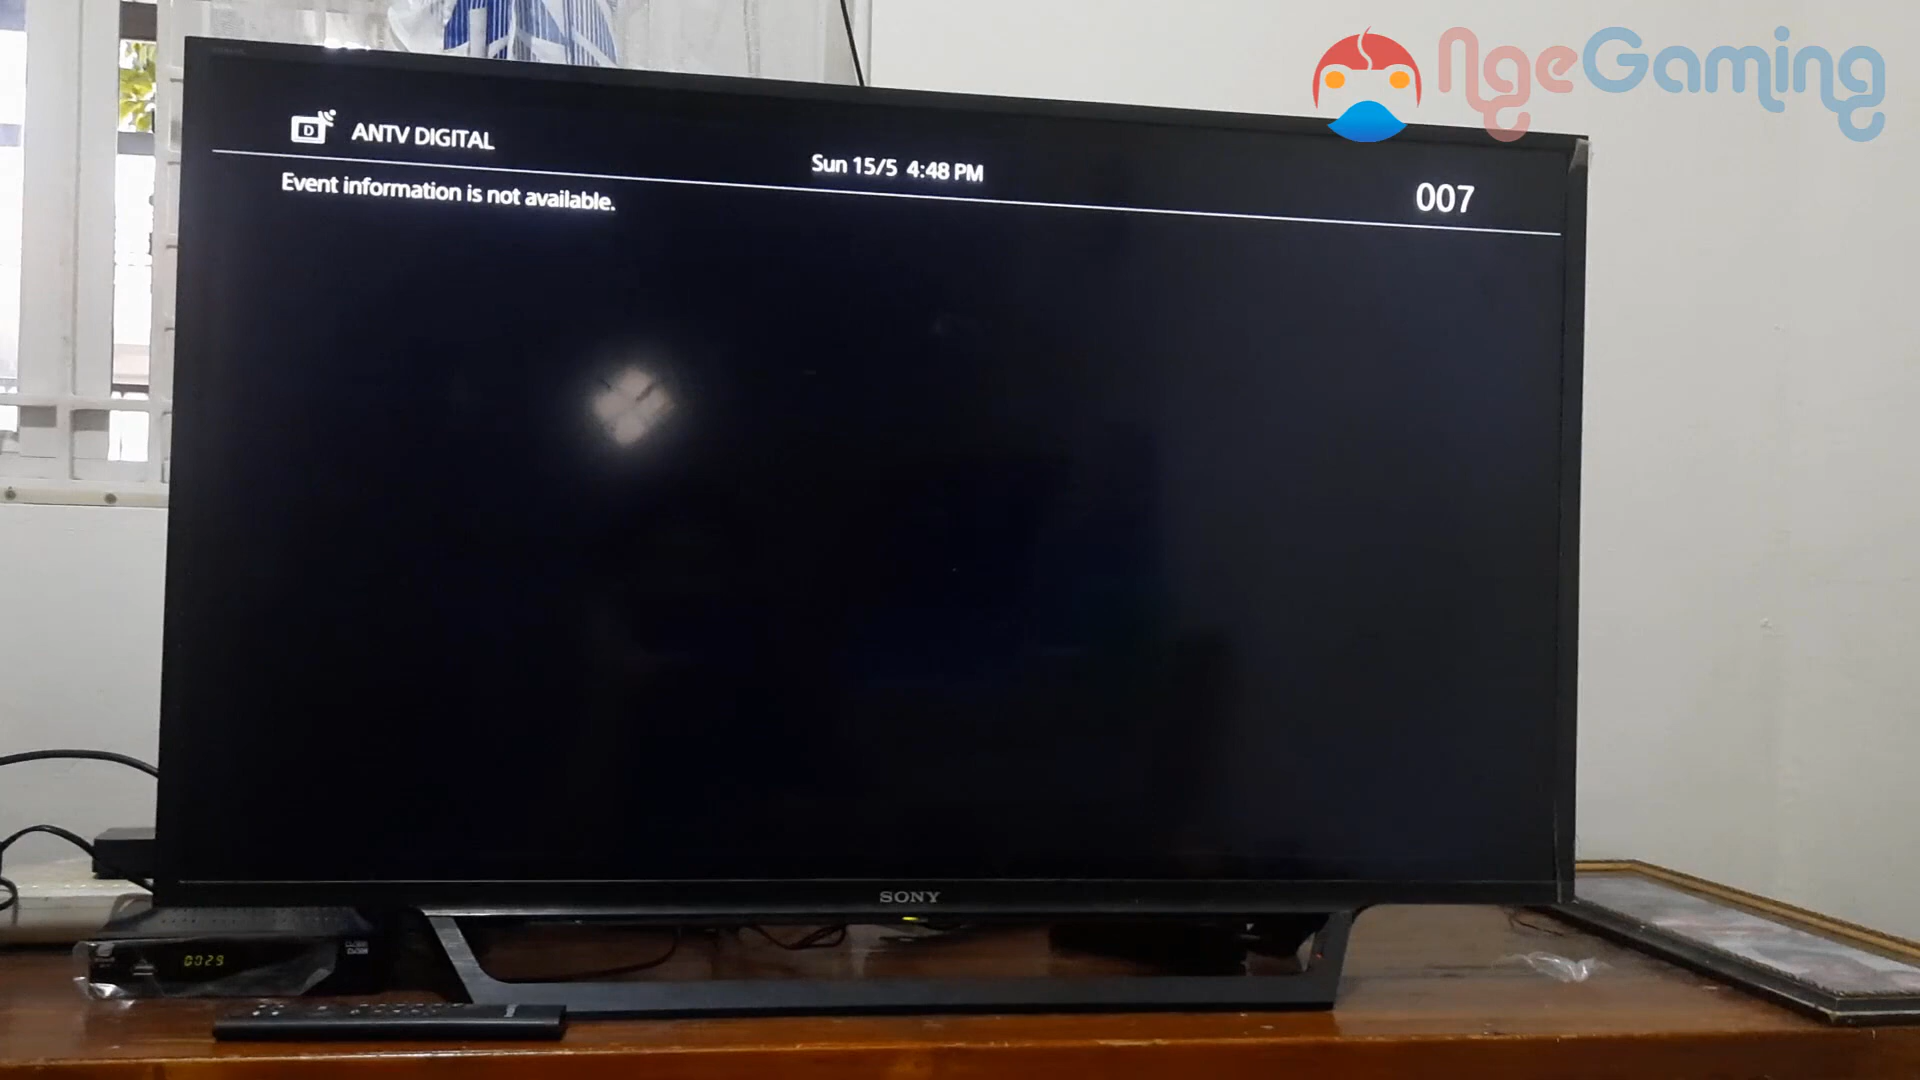 NgeGaming
ANTV DIGITAL
Sun 15/5 4:48 PM
007
Event information is not available.
SONY
0029